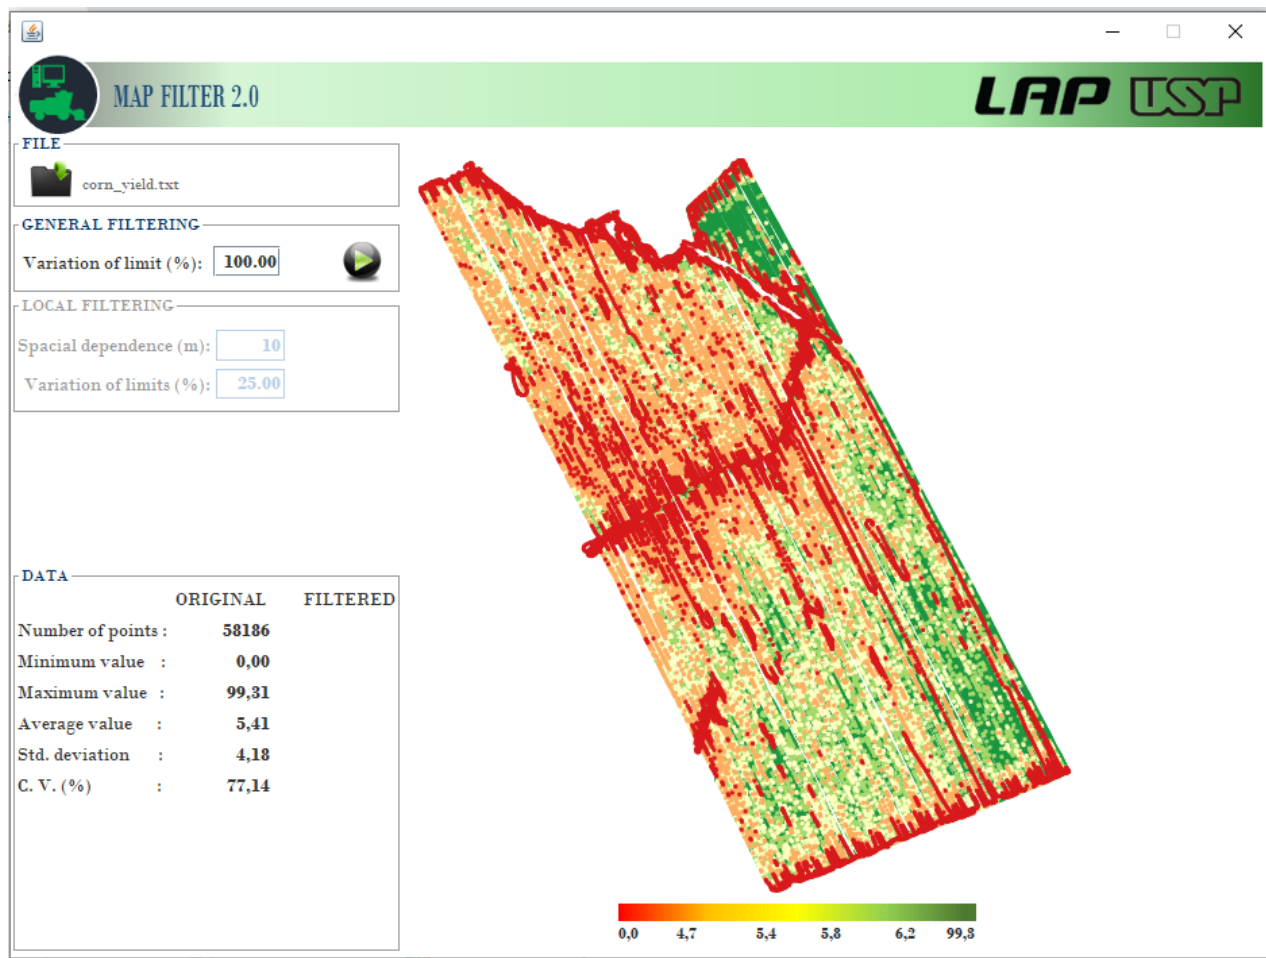 MAP FILTER 2.0
LAP USP
FILE
corn_yield.txt
GENERAL FILTERING
Variation of limit (%): 100.00
LOCAL FILTERING
Spacial dependence (m): 10
Variation of limits (%): 25.00
DATA
ORIGINAL FILTERED
Number of points : 58186
Minimum value : 0,00
Maximum value : 99,31
Average value : 5,41
Std. deviation : 4,18
C. V. (%) : 77,14
0,0 4,7 5,4 5,8 6,2 99,3